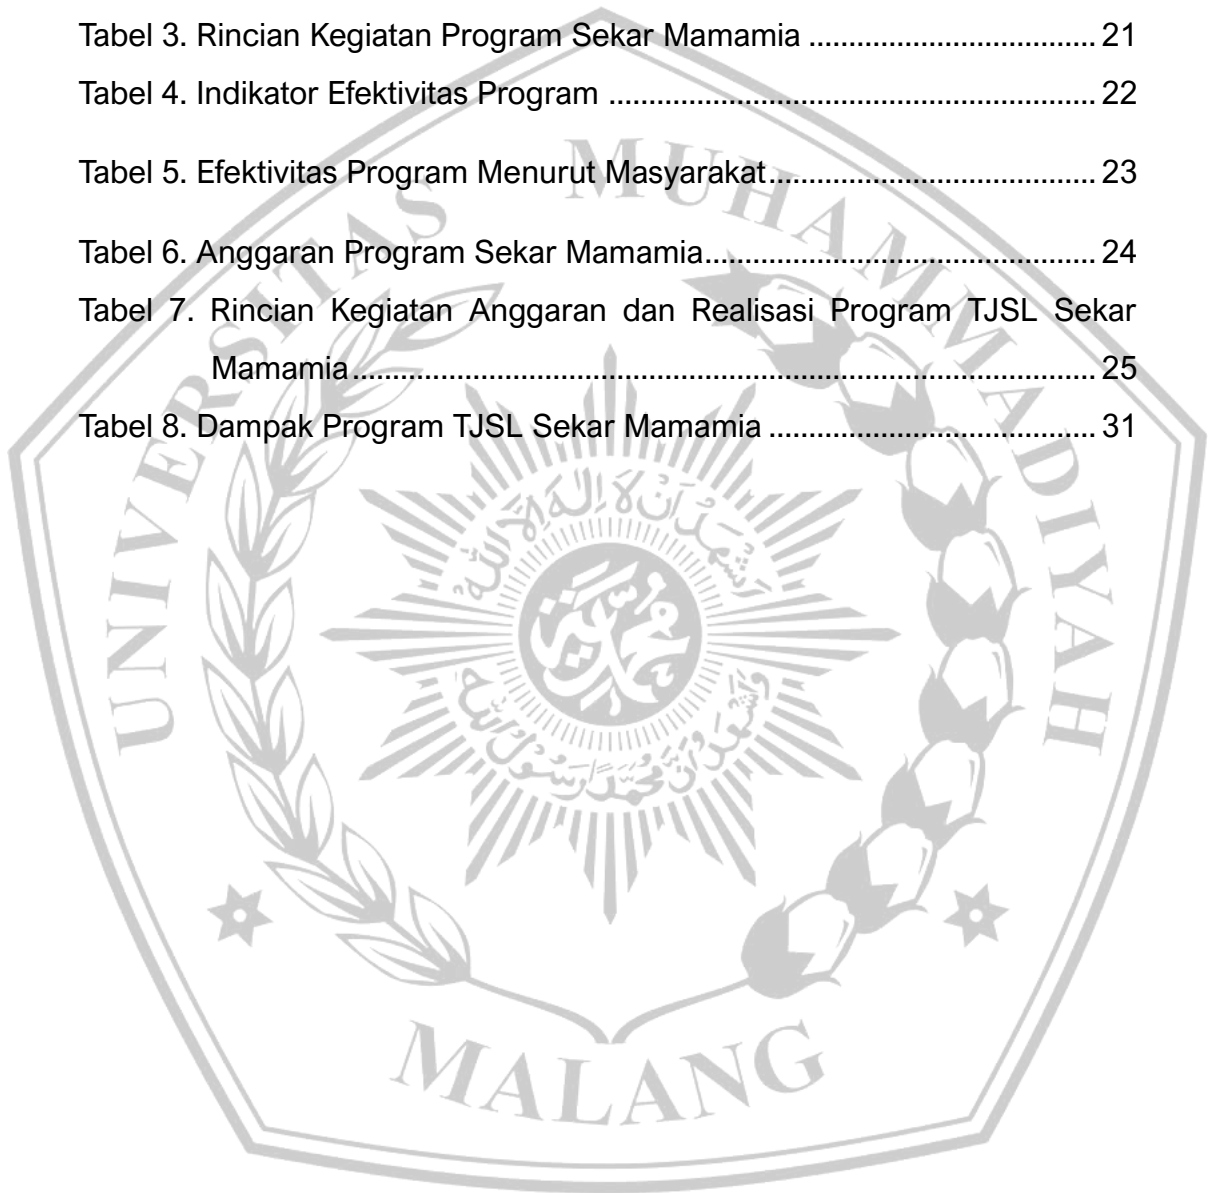 Tabel 3. Rincian Kegiatan Program Sekar Mamamia .................................... 21
Tabel 4. Indikator Efektivitas Program ............................................................. 22
Tabel 5. Efektivitas Program Menurut Masyarakat ......................................... 23
Tabel 6. Anggaran Program Sekar Mamamia................................................. 24
Tabel 7. Rincian Kegiatan Anggaran dan Realisasi Program TJSL Sekar
Mamamia............................................................................................. 25
Tabel 8. Dampak Program TJSL Sekar Mamamia ......................................... 31
UNIVERSITAS MUHAMMADIYAH
MALANG